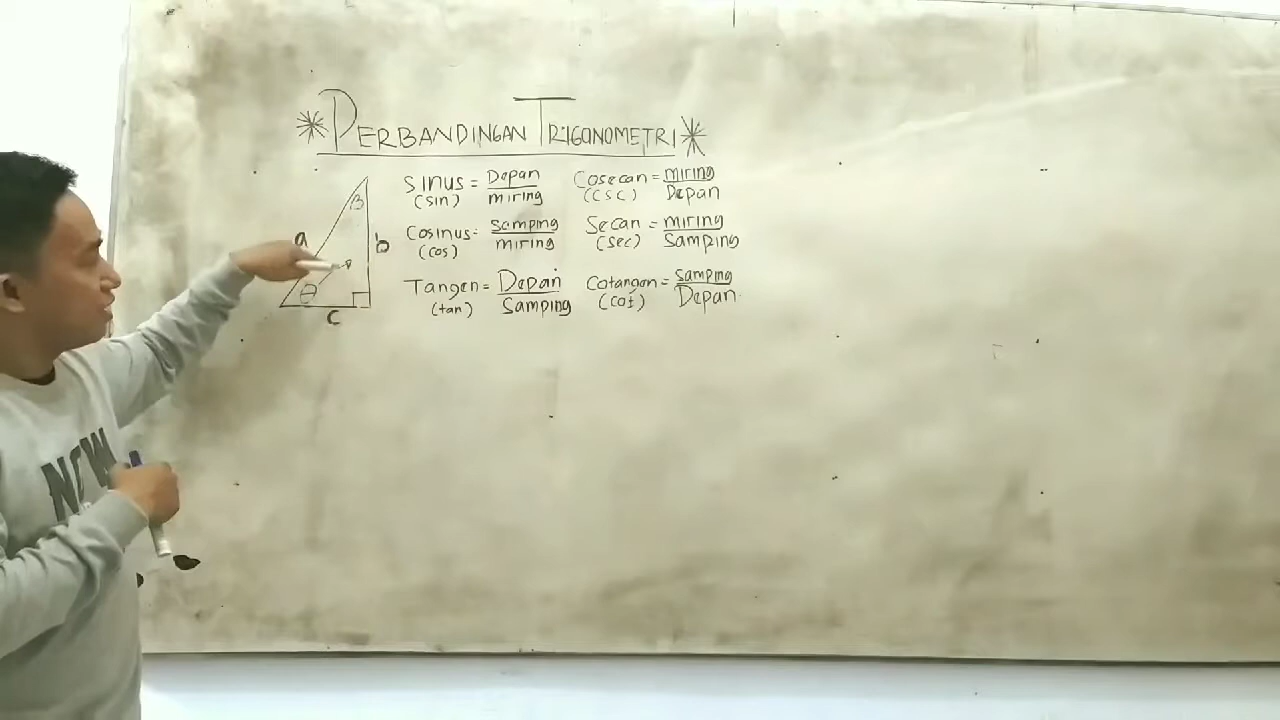 * PERBANDINGAN TRIGONOMETRI *
Sinus = Depan / miring
(sin)
Cosecan = miring / Depan
(csc)
Cosinus = samping / miring
(cos)
Secan = miring / Samping
(sec)
Tangen = Depan / Samping
(tan)
Cotangen = samping / Depan
(cot)
β
a
b
θ
c
NEW